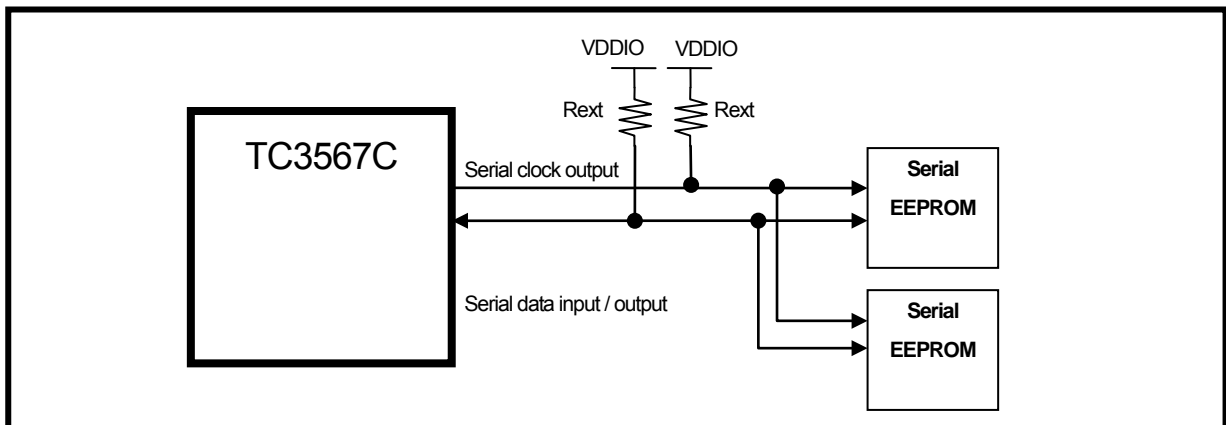 VDDIO VDDIO
Rext Rext
TC3567C
Serial clock output
Serial
EEPROM
Serial data input / output
Serial
EEPROM